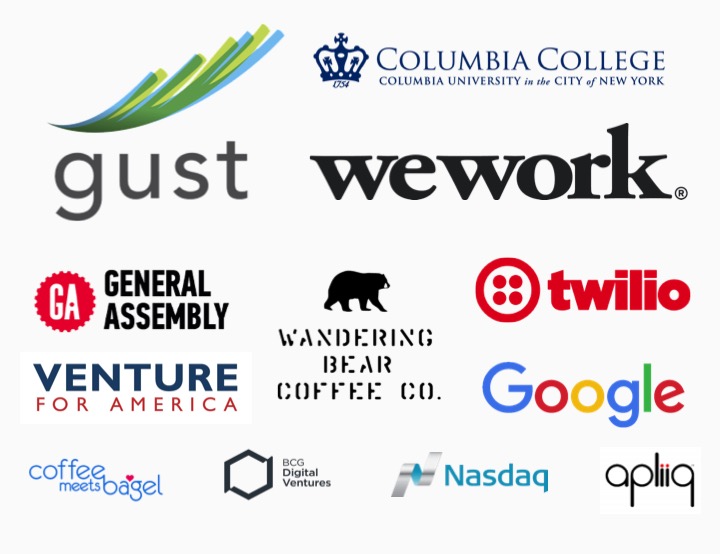 gust
COLUMBIA COLLEGE
COLUMBIA UNIVERSITY in the CITY of NEW YORK
1754
wework®
GA
GENERAL
ASSEMBLY
WANDERING
BEAR
COFFEE CO.
twilio
VENTURE
FOR AMERICA
Google
coffee
meets bagel
BCG
Digital
Ventures
Nasdaq
apliiq